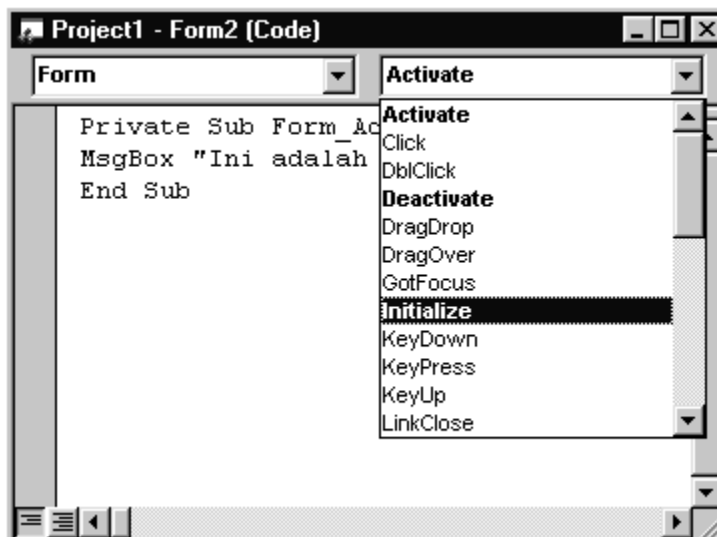 Project1 - Form2 (Code)
Form
Activate
Private Sub Form_Ac
MsgBox "Ini adalah
End Sub
Activate
Click
DblClick
Deactivate
DragDrop
DragOver
GotFocus
Initialize
KeyDown
KeyPress
KeyUp
LinkClose